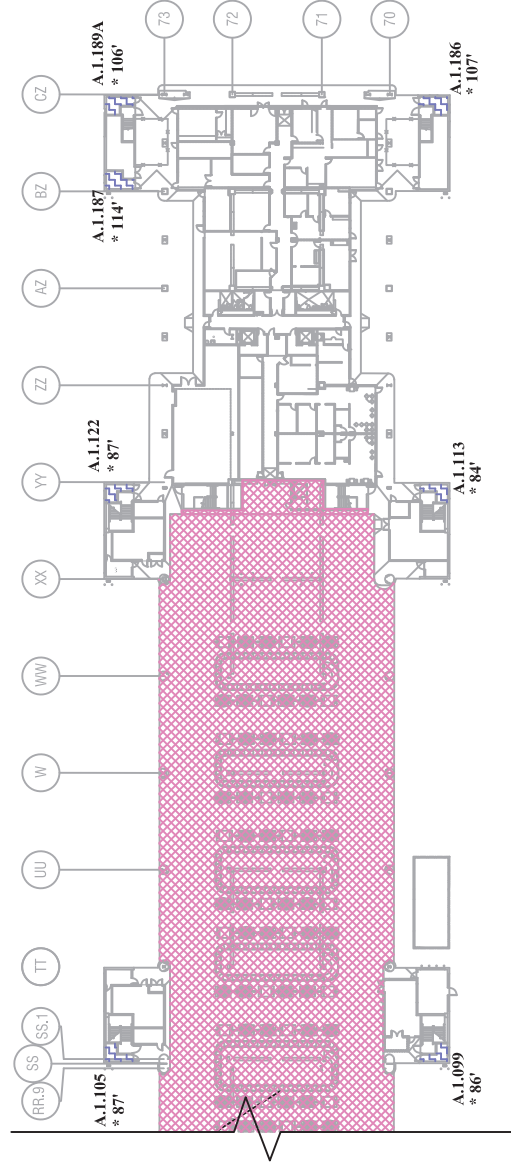 73
72
71
70
A.1.189A
* 106'
A.1.186
* 107'
CZ
BZ
A.1.187
* 114'
AZ
ZZ
A.1.122
* 87'
A.1.113
* 84'
YY
XX
WW
W
UU
TT
SS.1
SS
RR.9
A.1.105
* 87'
A.1.099
* 86'